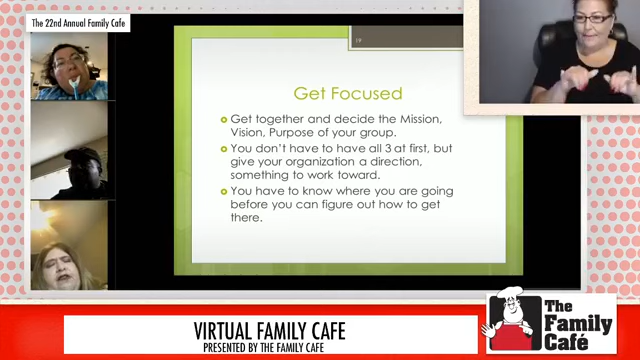 The 22nd Annual Family Cafe
19
Get Focused
Get together and decide the Mission,
Vision, Purpose of your group.
You don't have to have all 3 at first, but
give your organization a direction,
something to work toward.
You have to know where you are going
before you can figure out how to get
there.
VIRTUAL FAMILY CAFE
PRESENTED BY THE FAMILY CAFE
The
Family
Café